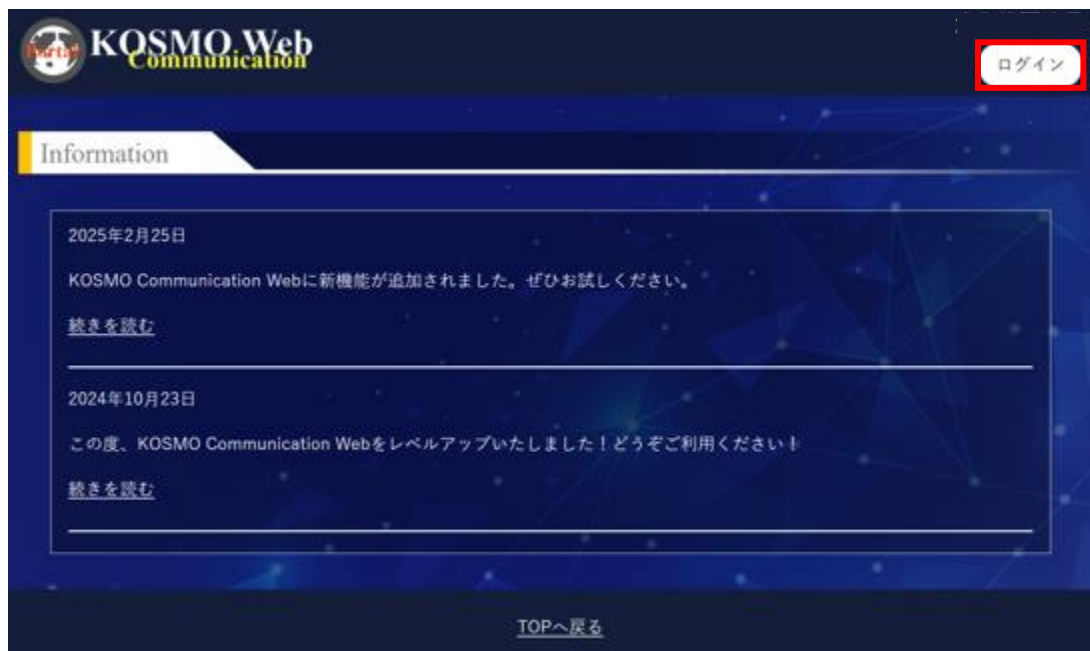 Portal
KOSMO Web
Communication
ログイン
Information
2025年2月25日
KOSMO Communication Webに新機能が追加されました。ぜひお試しください。
続きを読む
2024年10月23日
この度、KOSMO Communication Webをレベルアップいたしました！どうぞご利用ください！
続きを読む
TOPへ戻る